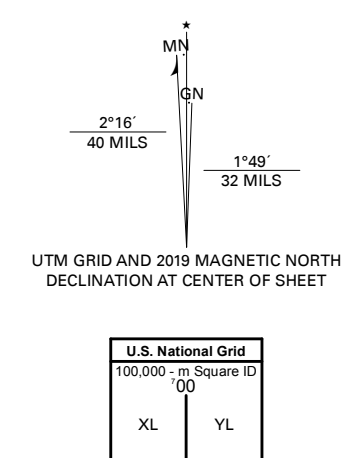 ★
MN
GN
2°16´
40 MILS
1°49´
32 MILS
UTM GRID AND 2019 MAGNETIC NORTH
DECLINATION AT CENTER OF SHEET
U.S. National Grid
100,000 - m Square ID
⁷00
XL YL